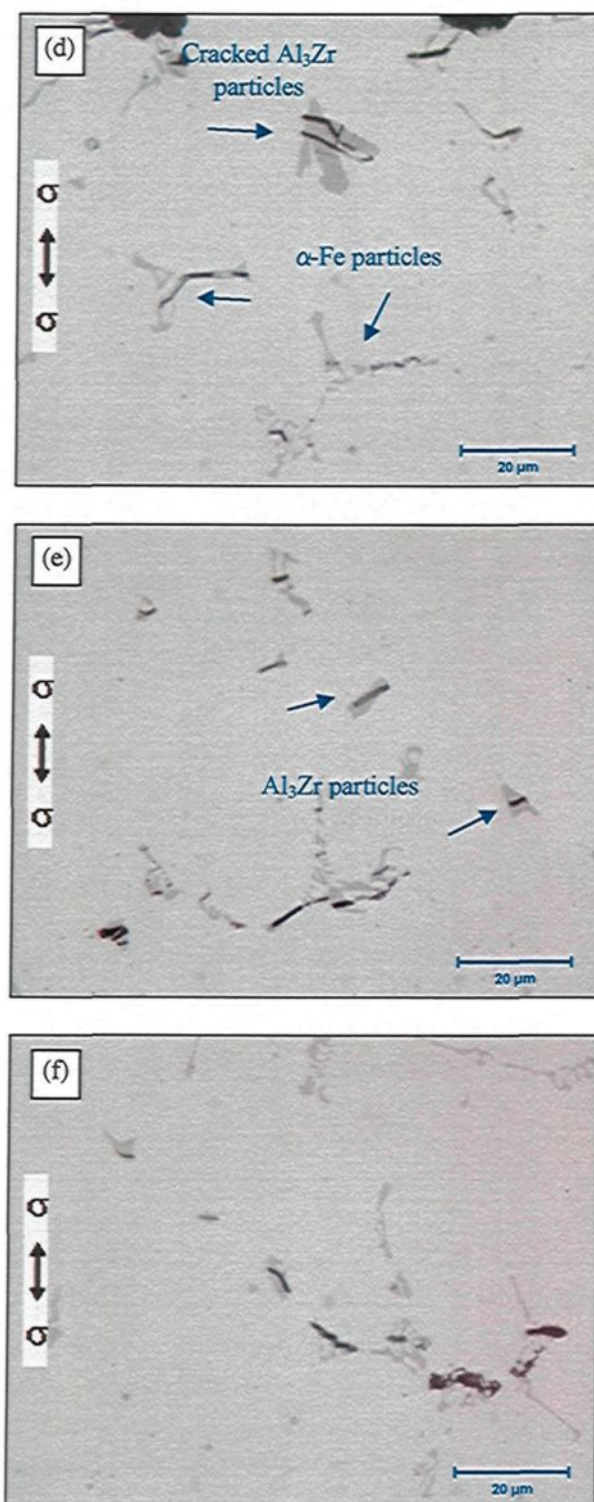 (d)
Cracked Al₃Zr
particles
σ
σ
α-Fe particles
20 µm
(e)
σ
σ
Al₃Zr particles
20 µm
(f)
σ
σ
20 µm